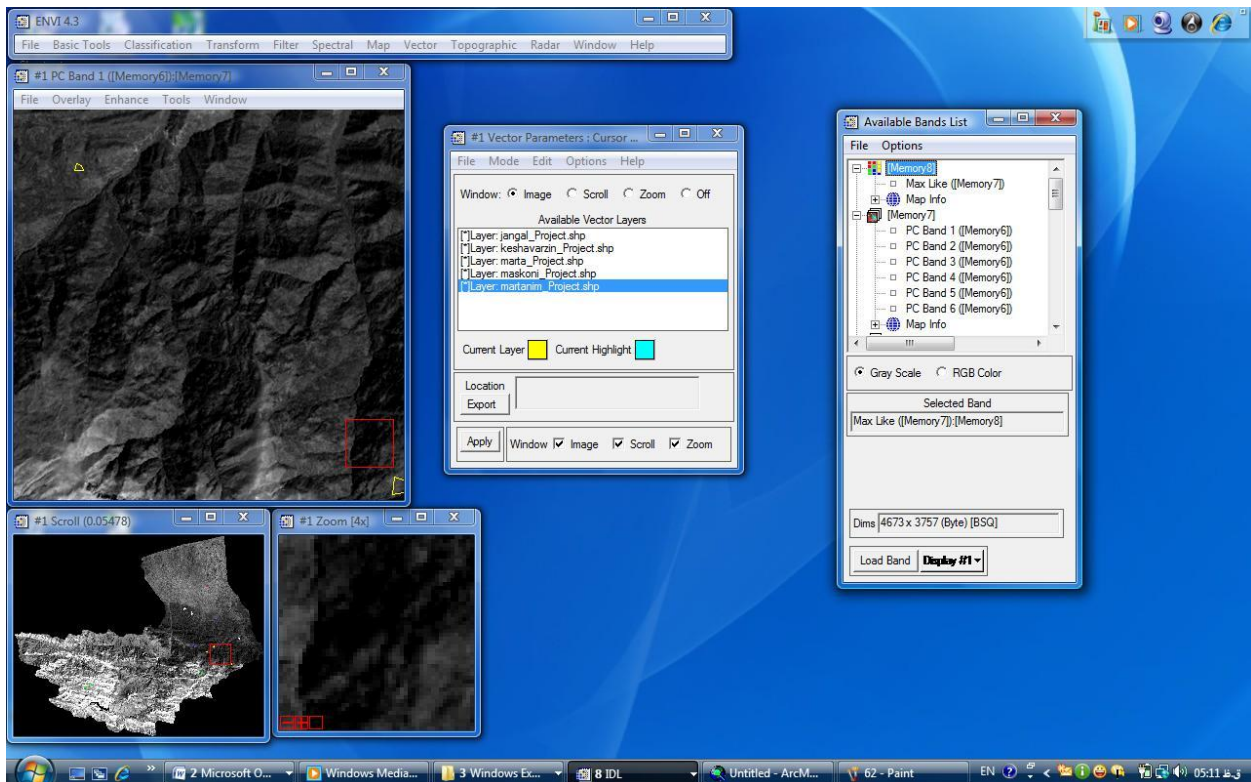 ENVI 4.3
File Basic Tools Classification Transform Filter Spectral Map Vector Topographic Radar Window Help
#1 PC Band 1 ([Memory6]):[Memory7]
File Overlay Enhance Tools Window
#1 Vector Parameters : Cursor ...
File Mode Edit Options Help
Window: Image Scroll Zoom Off
Available Vector Layers
[*]Layer: jangal_Project.shp
[*]Layer: keshavarzin_Project.shp
[*]Layer: marta_Project.shp
[*]Layer: maskoni_Project.shp
[*]Layer: martanim_Project.shp
Current Layer Current Highlight
Location
Export
Apply Window Image Scroll Zoom
Available Bands List
File Options
[Memory8]
Max Like ([Memory7])
Map Info
[Memory7]
PC Band 1 ([Memory6])
PC Band 2 ([Memory6])
PC Band 3 ([Memory6])
PC Band 4 ([Memory6])
PC Band 5 ([Memory6])
PC Band 6 ([Memory6])
Map Info
Gray Scale RGB Color
Selected Band
Max Like ([Memory7]):[Memory8]
Dims 4673 x 3757 (Byte) [BSQ]
Load Band Display #1
#1 Scroll (0.05478)
#1 Zoom [4x]
2 Microsoft O... Windows Media... 3 Windows Ex... 8 IDL Untitled - ArcM... 62 - Paint EN 05:11 ق.ظ